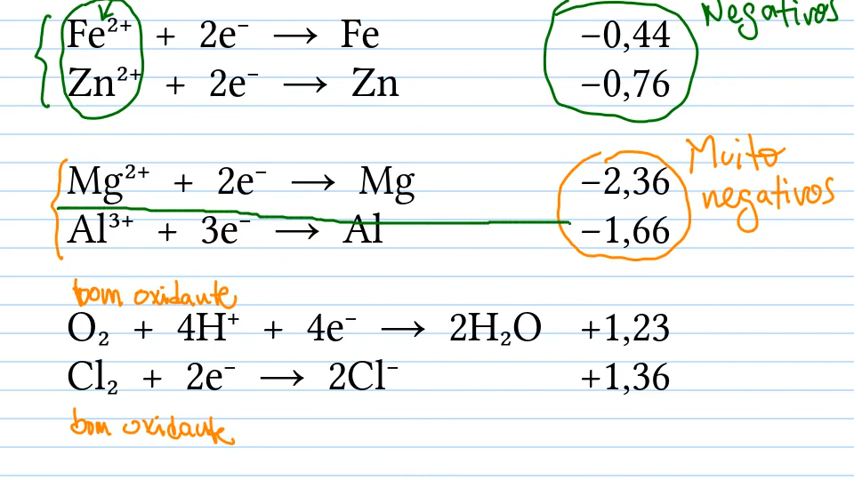 Negativos
Fe²⁺ + 2e⁻ → Fe −0,44
Zn²⁺ + 2e⁻ → Zn −0,76
Muito
negativos
Mg²⁺ + 2e⁻ → Mg −2,36
Al³⁺ + 3e⁻ → Al −1,66
bom oxidante
O₂ + 4H⁺ + 4e⁻ → 2H₂O +1,23
Cl₂ + 2e⁻ → 2Cl⁻ +1,36
bom oxidante